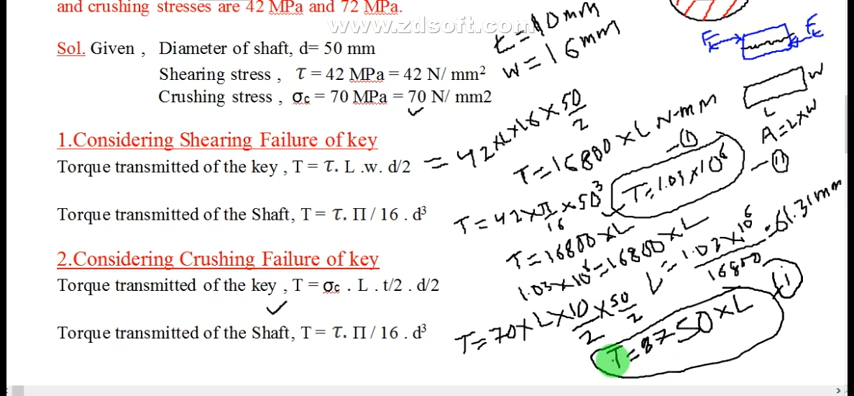 and crushing stresses are 42 MPa and 72 MPa.
www.zdsoft.com
Sol. Given , Diameter of shaft, d= 50 mm
Shearing stress , τ = 42 MPa = 42 N/ mm²
Crushing stress , σc = 70 MPa = 70 N/ mm2
t=10mm
w=16mm
F
F
L
w
A=L×w
1.Considering Shearing Failure of key
Torque transmitted of the key , T = τ. L .w. d/2
=42×L×16×50/2
T=16800×L N-mm
-①
Torque transmitted of the Shaft, T = τ. Π / 16 . d³
T=42×π/16×50³
T=1.03×10⁶
-⑪
T=16800×L
1.03×10⁶=16800×L
L=1.03×10⁶/16800=61.31mm
2.Considering Crushing Failure of key
Torque transmitted of the key , T = σc . L . t/2 . d/2
T=70×L×10/2×50/2
T=8750×L
Torque transmitted of the Shaft, T = τ. Π / 16 . d³